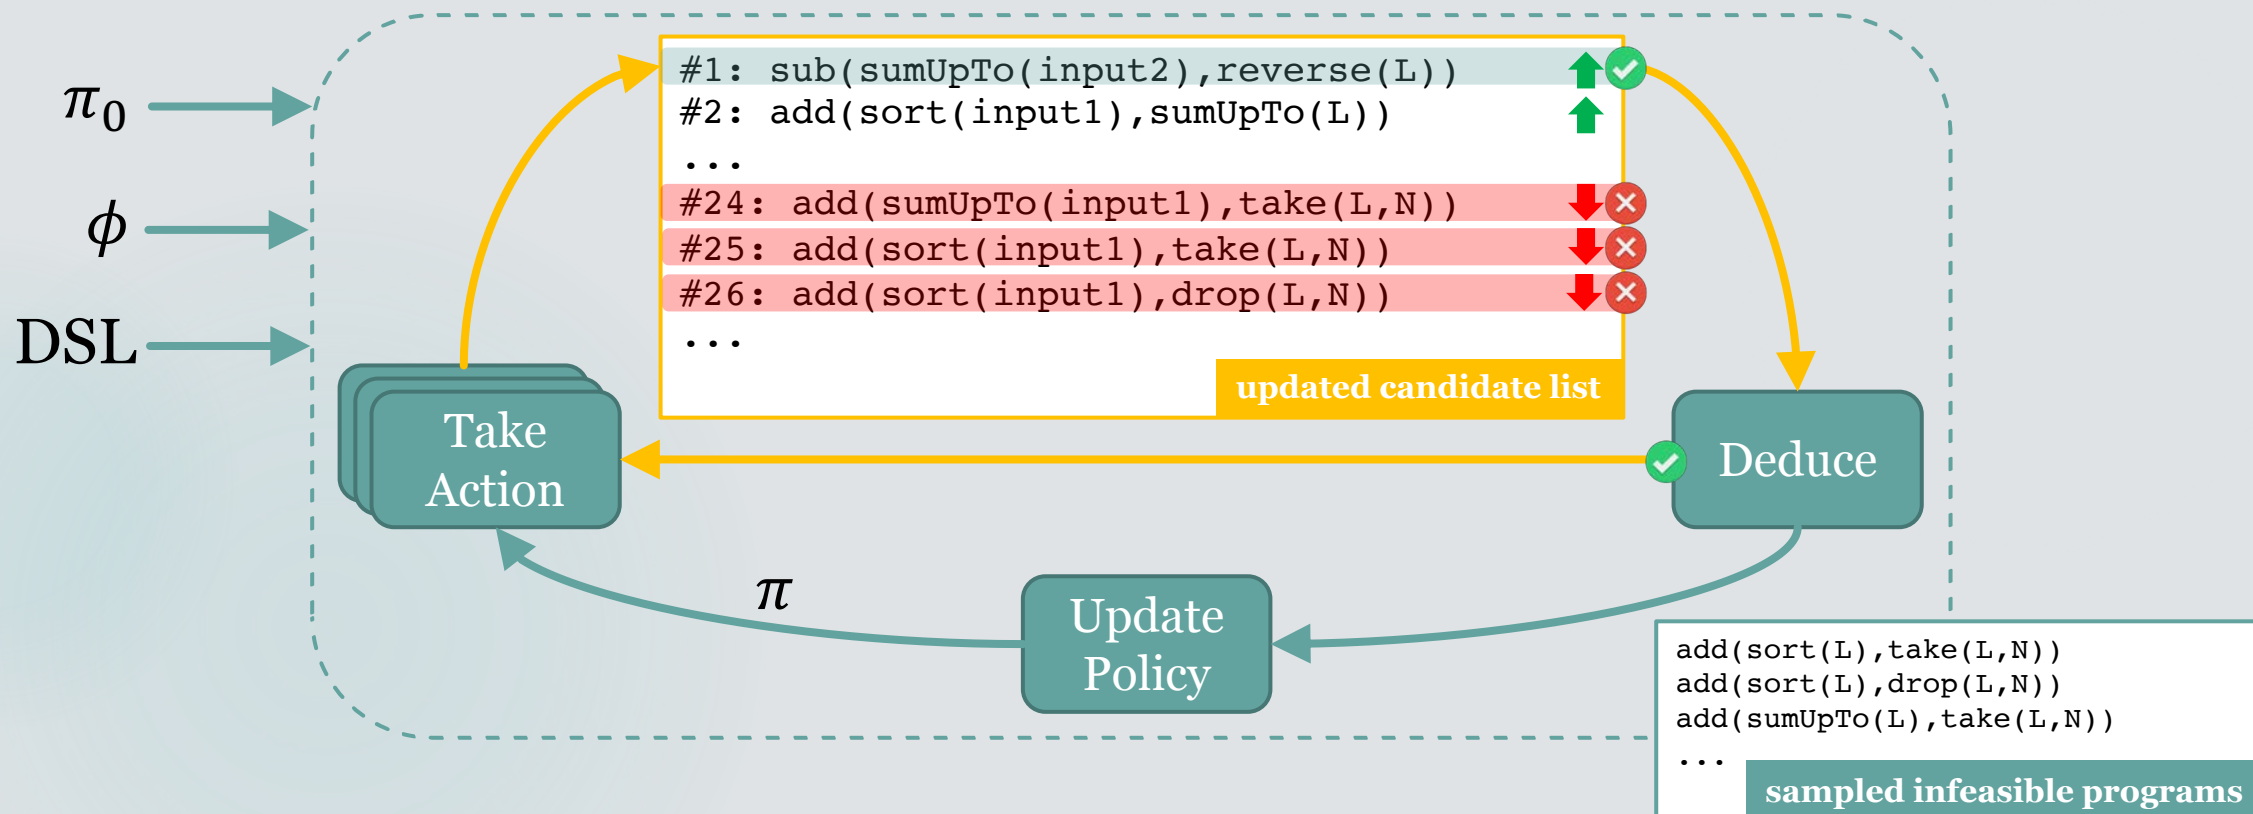 π₀
ϕ
DSL
#1: sub(sumUpTo(input2),reverse(L))
#2: add(sort(input1),sumUpTo(L))
...
#24: add(sumUpTo(input1),take(L,N))
#25: add(sort(input1),take(L,N))
#26: add(sort(input1),drop(L,N))
...
updated candidate list
Take
Action
Deduce
π
Update
Policy
add(sort(L),take(L,N))
add(sort(L),drop(L,N))
add(sumUpTo(L),take(L,N))
...
sampled infeasible programs